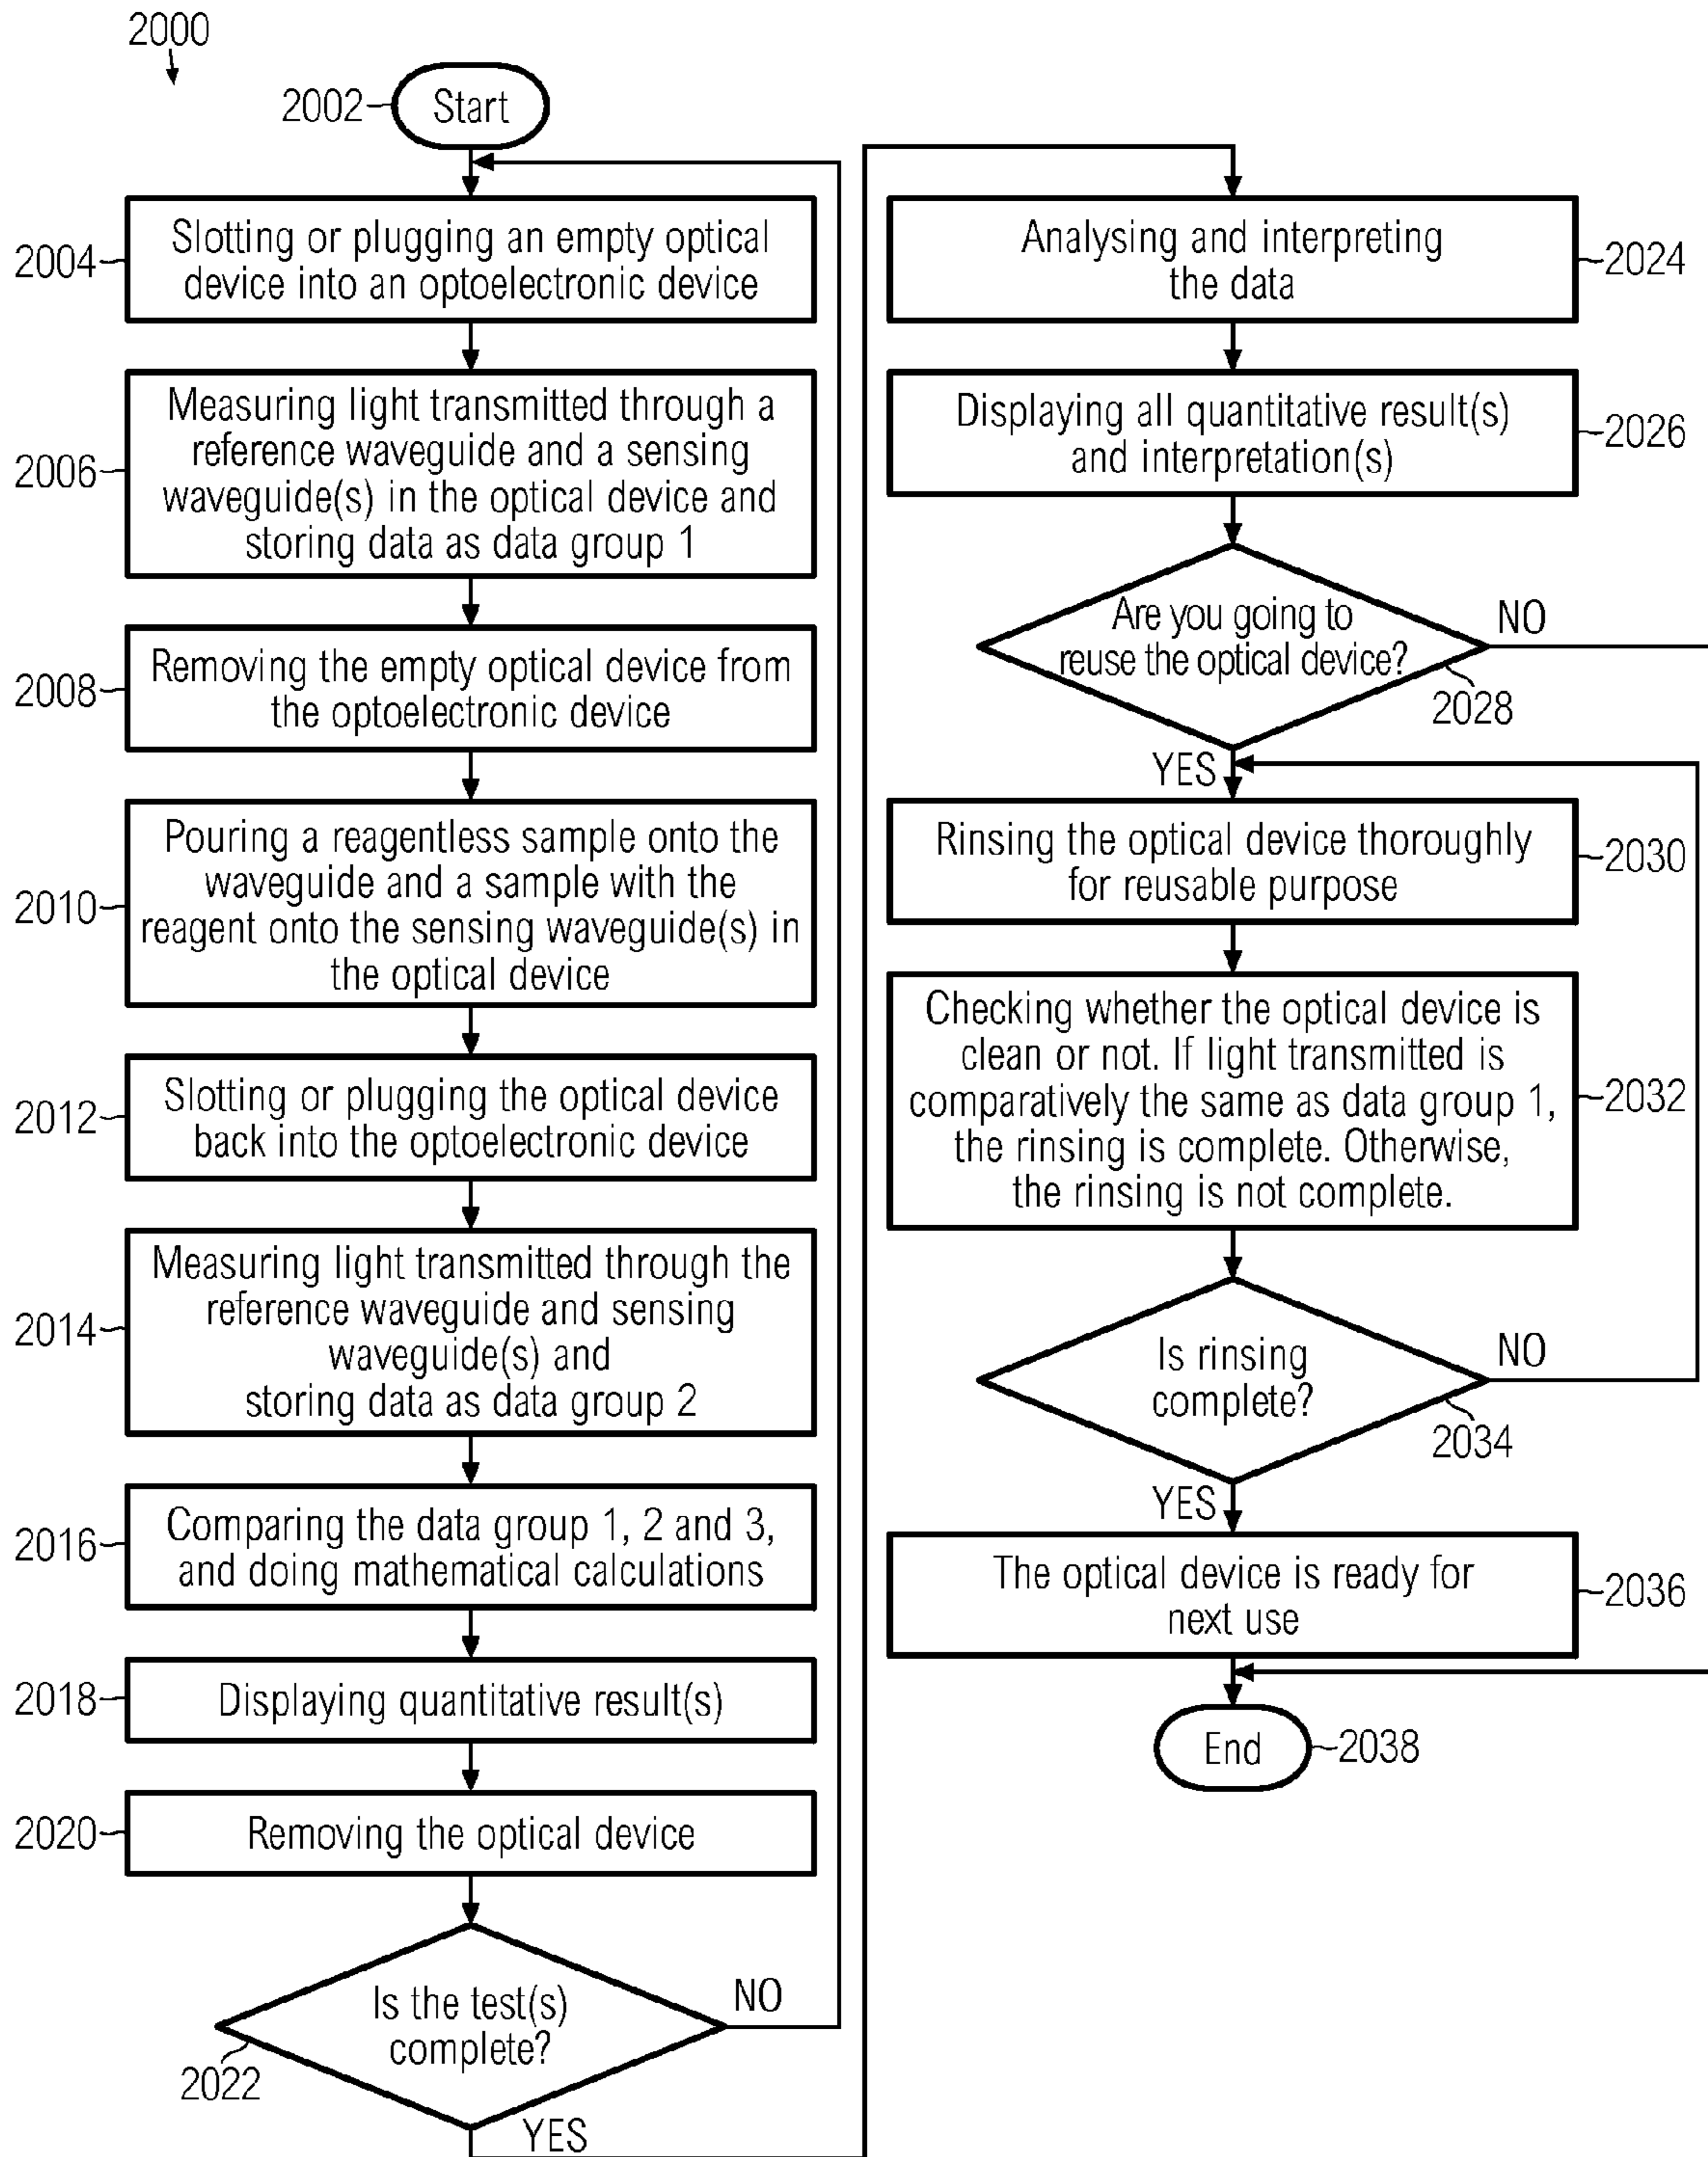 2000
2002
Start
2004
Slotting or plugging an empty optical
device into an optoelectronic device
2006
Measuring light transmitted through a
reference waveguide and a sensing
waveguide(s) in the optical device and
storing data as data group 1
2008
Removing the empty optical device from
the optoelectronic device
2010
Pouring a reagentless sample onto the
waveguide and a sample with the
reagent onto the sensing waveguide(s) in
the optical device
2012
Slotting or plugging the optical device
back into the optoelectronic device
2014
Measuring light transmitted through the
reference waveguide and sensing
waveguide(s) and
storing data as data group 2
2016
Comparing the data group 1, 2 and 3,
and doing mathematical calculations
2018
Displaying quantitative result(s)
2020
Removing the optical device
Is the test(s)
complete?
NO
2022
YES
Analysing and interpreting
the data
2024
Displaying all quantitative result(s)
and interpretation(s)
2026
Are you going to
reuse the optical device?
NO
2028
YES
Rinsing the optical device thoroughly
for reusable purpose
2030
Checking whether the optical device is
clean or not. If light transmitted is
comparatively the same as data group 1,
the rinsing is complete. Otherwise,
the rinsing is not complete.
2032
Is rinsing
complete?
NO
2034
YES
The optical device is ready for
next use
2036
End
2038